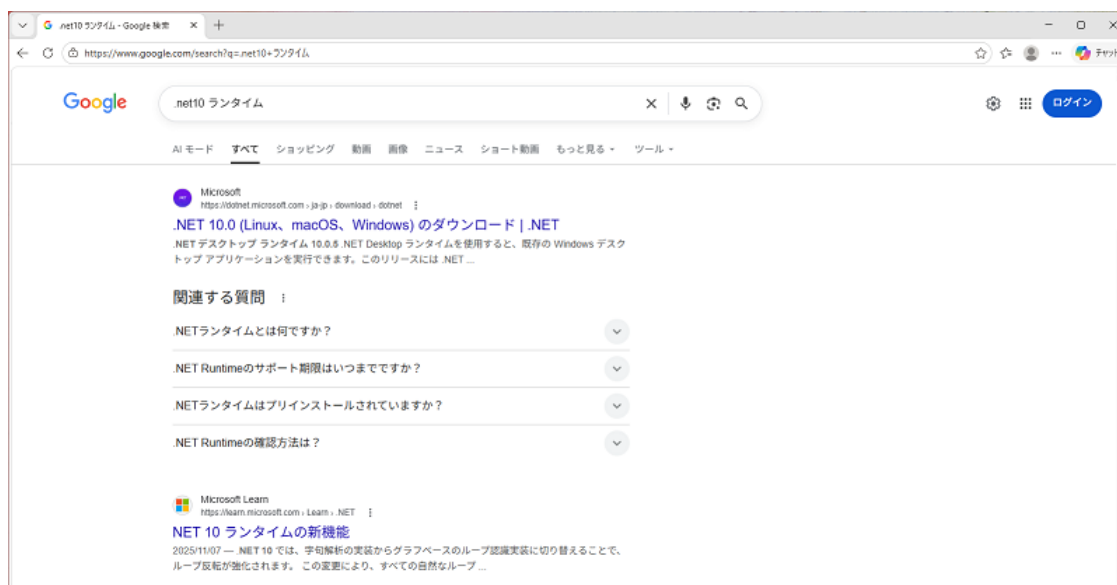 .net10 ランタイム - Google 検索
https://www.google.com/search?q=.net10+ランタイム
Google
.net10 ランタイム
ログイン
AI モード すべて ショッピング 動画 画像 ニュース ショート動画 もっと見る ツール
Microsoft
https://dotnet.microsoft.com › ja-jp › download › dotnet
.NET 10.0 (Linux、macOS、Windows) のダウンロード | .NET
.NET デスクトップ ランタイム 10.0.5 .NET Desktop ランタイムを使用すると、既存の Windows デスク
トップ アプリケーションを実行できます。このリリースには .NET ...
関連する質問
.NETランタイムとは何ですか？
.NET Runtimeのサポート期限はいつまでですか？
.NETランタイムはプリインストールされていますか？
.NET Runtimeの確認方法は？
Microsoft Learn
https://learn.microsoft.com › Learn › .NET
.NET 10 ランタイムの新機能
2025/11/07 — .NET 10 では、字句解析の実装からグラフベースのループ認識実装に切り替えることで、
ループ反転が強化されます。 この変更により、すべての自然なループ ...